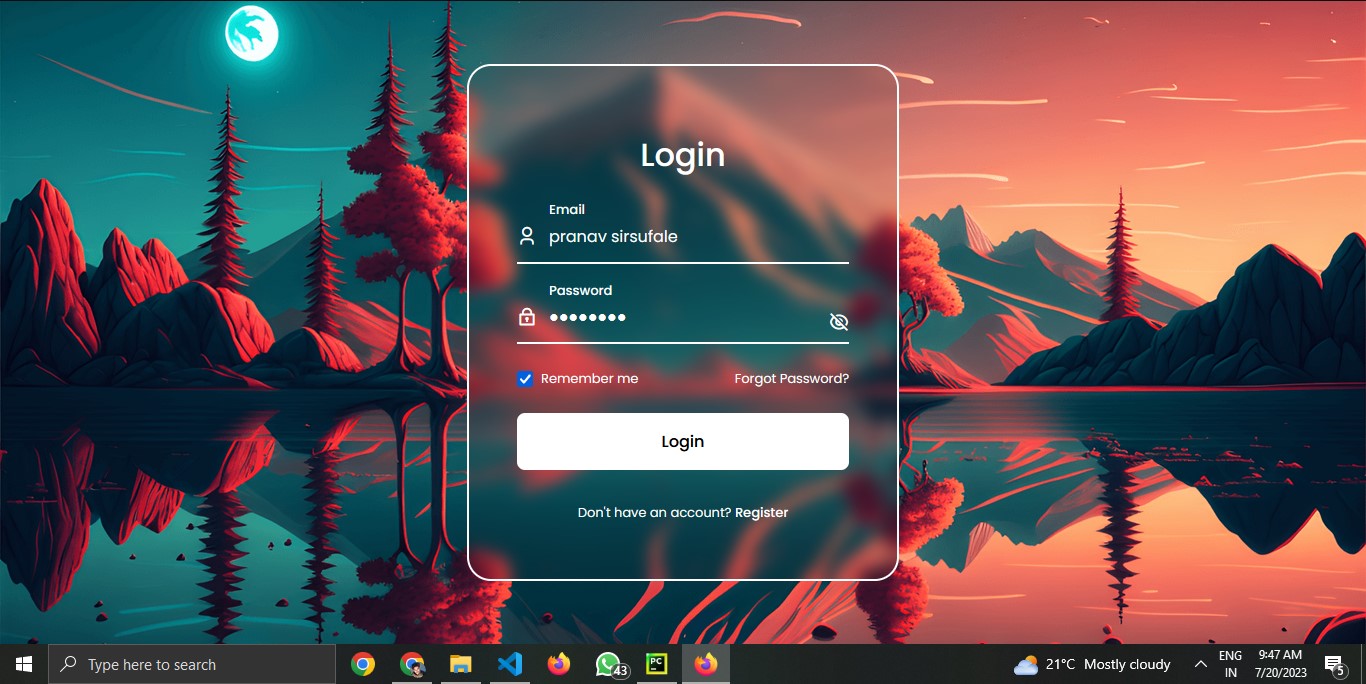 Login
Email
pranav sirsufale
Password
●●●●●●●●
Remember me
Forgot Password?
Login
Don't have an account? Register
Type here to search
43
PC
21°C Mostly cloudy
ENG
IN
9:47 AM
7/20/2023
5